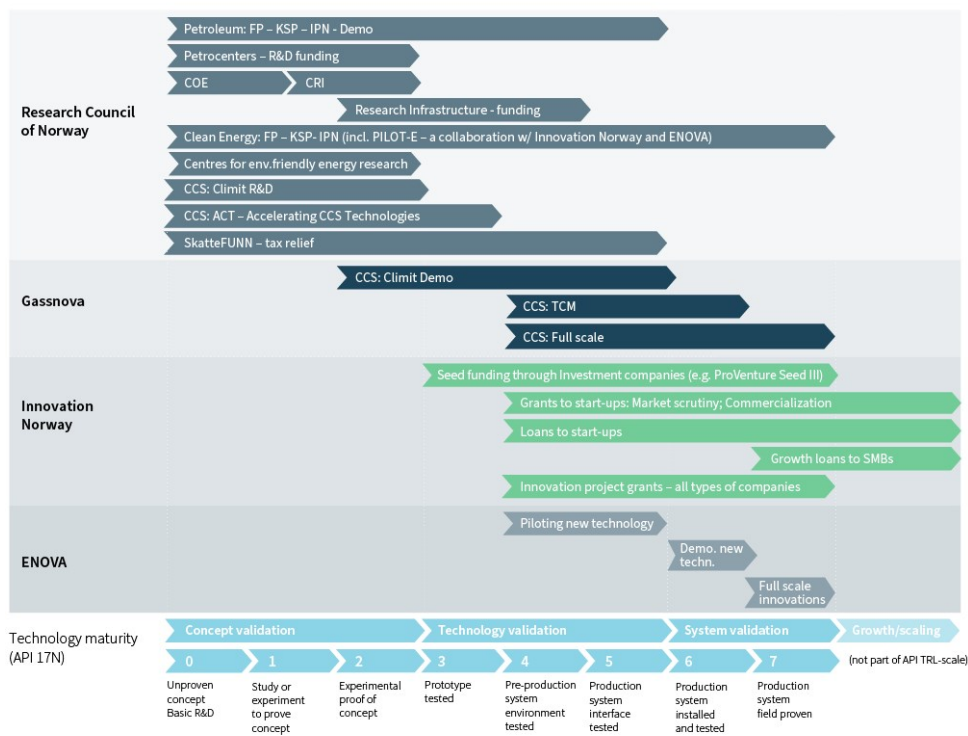 Research Council
of Norway
Petroleum: FP – KSP – IPN - Demo
Petrocenters – R&D funding
COE
CRI
Research Infrastructure - funding
Clean Energy: FP – KSP- IPN (incl. PILOT-E – a collaboration w/ Innovation Norway and ENOVA)
Centres for env.friendly energy research
CCS: Climit R&D
CCS: ACT – Accelerating CCS Technologies
SkatteFUNN – tax relief
Gassnova
CCS: Climit Demo
CCS: TCM
CCS: Full scale
Innovation
Norway
Seed funding through Investment companies (e.g. ProVenture Seed III)
Grants to start-ups: Market scrutiny; Commercialization
Loans to start-ups
Growth loans to SMBs
Innovation project grants – all types of companies
ENOVA
Piloting new technology
Demo. new
techn.
Full scale
innovations
Technology maturity
(API 17N)
Concept validation
Technology validation
System validation
Growth/scaling
0
1
2
3
4
5
6
7
(not part of API TRL-scale)
Unproven
concept
Basic R&D
Study or
experiment
to prove
concept
Experimental
proof of
concept
Prototype
tested
Pre-production
system
environment
tested
Production
system
interface
tested
Production
system
installed
and tested
Production
system
field proven